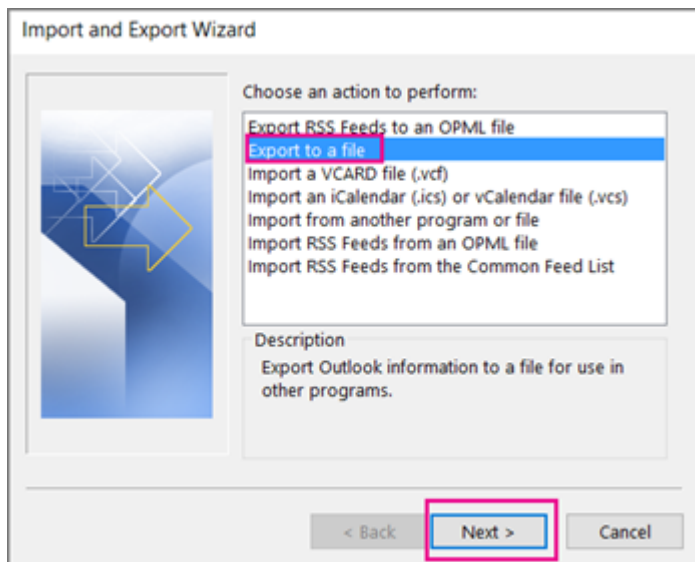 Import and Export Wizard
Choose an action to perform:
Export RSS Feeds to an OPML file
Export to a file
Import a VCARD file (.vcf)
Import an iCalendar (.ics) or vCalendar file (.vcs)
Import from another program or file
Import RSS Feeds from an OPML file
Import RSS Feeds from the Common Feed List
Description
Export Outlook information to a file for use in
other programs.
< Back Next > Cancel